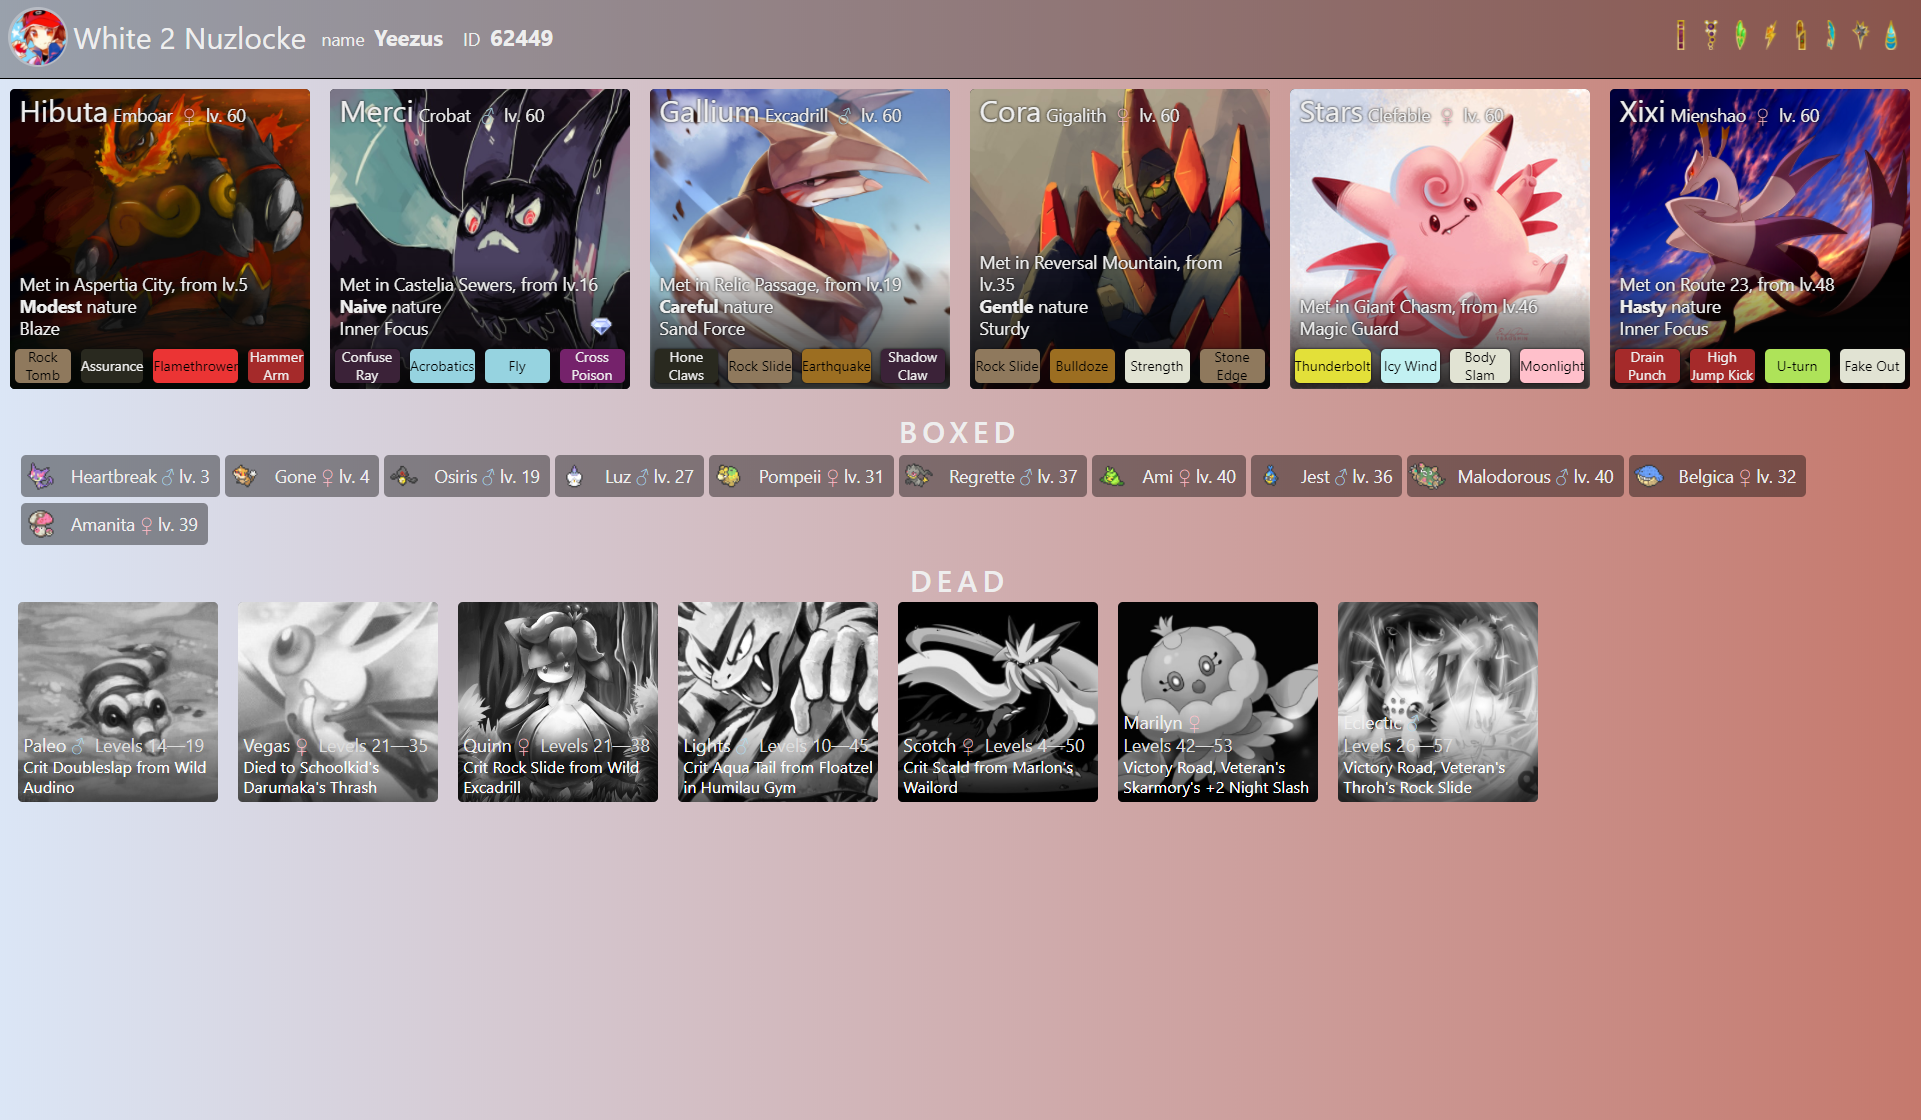 White 2 Nuzlocke name Yeezus ID 62449
Hibuta Emboar ♀ lv. 60
Met in Aspertia City, from lv.5
Modest nature
Blaze
Rock Tomb
Assurance
Flamethrower
Hammer Arm
Merci Crobat ♂ lv. 60
Met in Castelia Sewers, from lv.16
Naive nature
Inner Focus
Confuse Ray
Acrobatics
Fly
Cross Poison
Gallium Excadrill ♂ lv. 60
Met in Relic Passage, from lv.19
Careful nature
Sand Force
Hone Claws
Rock Slide
Earthquake
Shadow Claw
Cora Gigalith ♀ lv. 60
Met in Reversal Mountain, from
lv.35
Gentle nature
Sturdy
Rock Slide
Bulldoze
Strength
Stone Edge
Stars Clefable ♀ lv. 60
Met in Giant Chasm, from lv.46
Magic Guard
Thunderbolt
Icy Wind
Body Slam
Moonlight
Xixi Mienshao ♀ lv. 60
Met on Route 23, from lv.48
Hasty nature
Inner Focus
Drain Punch
High Jump Kick
U-turn
Fake Out
BOXED
Heartbreak ♂ lv. 3
Gone ♀ lv. 4
Osiris ♂ lv. 19
Luz ♂ lv. 27
Pompeii ♀ lv. 31
Regrette ♂ lv. 37
Ami ♀ lv. 40
Jest ♂ lv. 36
Malodorous ♂ lv. 40
Belgica ♀ lv. 32
Amanita ♀ lv. 39
DEAD
Paleo ♂ Levels 14—19
Crit Doubleslap from Wild
Audino
Vegas ♀ Levels 21—35
Died to Schoolkid's
Darumaka's Thrash
Quinn ♀ Levels 21—38
Crit Rock Slide from Wild
Excadrill
Lights ♂ Levels 10—45
Crit Aqua Tail from Floatzel
in Humilau Gym
Scotch ♀ Levels 4—50
Crit Scald from Marlon's
Wailord
Marilyn ♀
Levels 42—53
Victory Road, Veteran's
Skarmory's +2 Night Slash
Eclectic ♂
Levels 26—57
Victory Road, Veteran's
Throh's Rock Slide